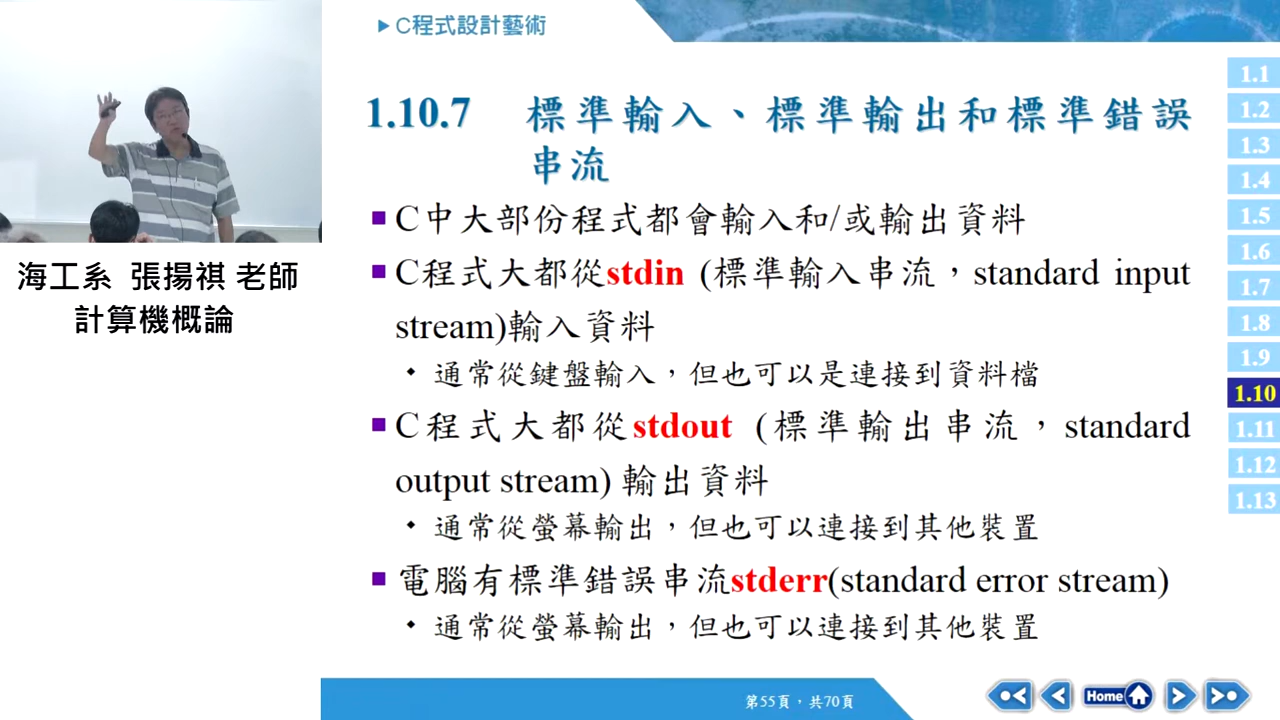 C程式設計藝術
1.10.7 標準輸入、標準輸出和標準錯誤
串流
C中大部份程式都會輸入和/或輸出資料
C程式大都從stdin (標準輸入串流，standard input
stream)輸入資料
通常從鍵盤輸入，但也可以是連接到資料檔
C程式大都從stdout (標準輸出串流，standard
output stream) 輸出資料
通常從螢幕輸出，但也可以連接到其他裝置
電腦有標準錯誤串流stderr(standard error stream)
通常從螢幕輸出，但也可以連接到其他裝置
海工系 張揚祺 老師
計算機概論
1.1
1.2
1.3
1.4
1.5
1.6
1.7
1.8
1.9
1.10
1.11
1.12
1.13
第55頁，共70頁
Home